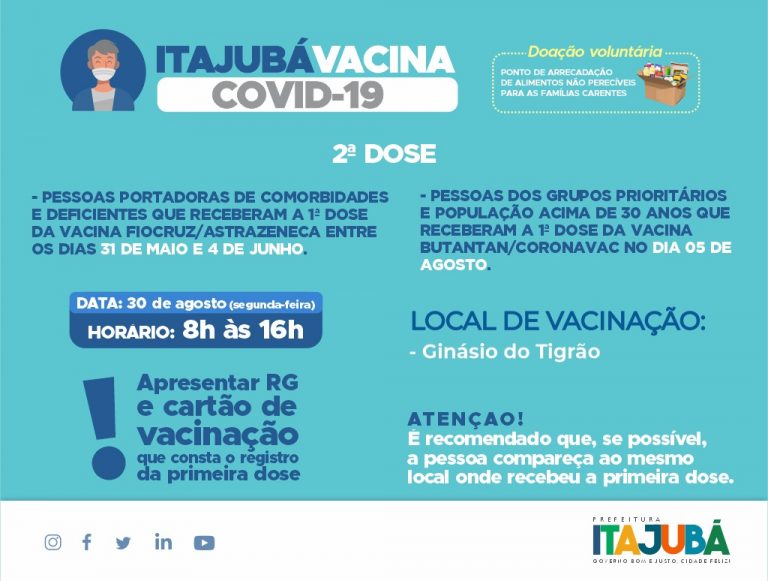 ITAJUBÁVACINA
COVID-19
Doação voluntária
PONTO DE ARRECADAÇÃO
DE ALIMENTOS NÃO PERECÍVEIS
PARA AS FAMÍLIAS CARENTES
2ª DOSE
- PESSOAS PORTADORAS DE COMORBIDADES
E DEFICIENTES QUE RECEBERAM A 1ª DOSE
DA VACINA FIOCRUZ/ASTRAZENECA ENTRE
OS DIAS 31 DE MAIO E 4 DE JUNHO.
- PESSOAS DOS GRUPOS PRIORITÁRIOS
E POPULAÇÃO ACIMA DE 30 ANOS QUE
RECEBERAM A 1ª DOSE DA VACINA
BUTANTAN/CORONAVAC NO DIA 05 DE
AGOSTO.
DATA: 30 de agosto (segunda-feira)
HORÁRIO: 8h às 16h
LOCAL DE VACINAÇÃO:
- Ginásio do Tigrão
! Apresentar RG
e cartão de
vacinação
que consta o registro
da primeira dose
ATENÇAO!
É recomendado que, se possível,
a pessoa compareça ao mesmo
local onde recebeu a primeira dose.
PREFEITURA
ITAJUBÁ
GOVERNO BOM E JUSTO, CIDADE FELIZ!